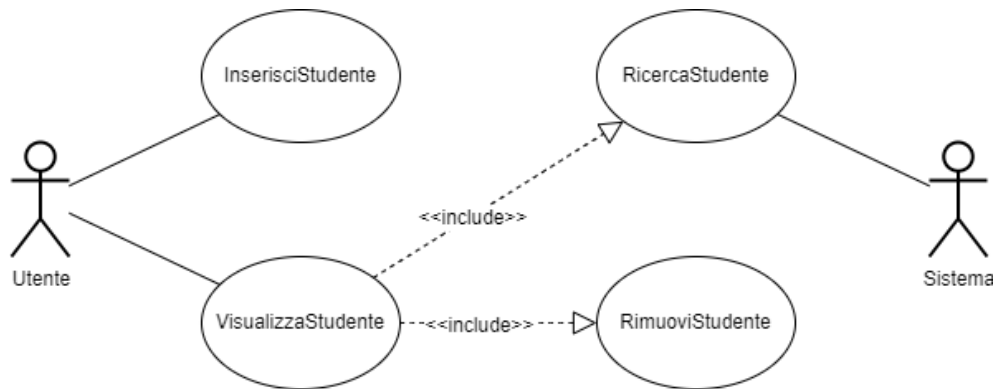 InserisciStudente
RicercaStudente
<<include>>
Utente
Sistema
VisualizzaStudente
<<include>>
RimuoviStudente